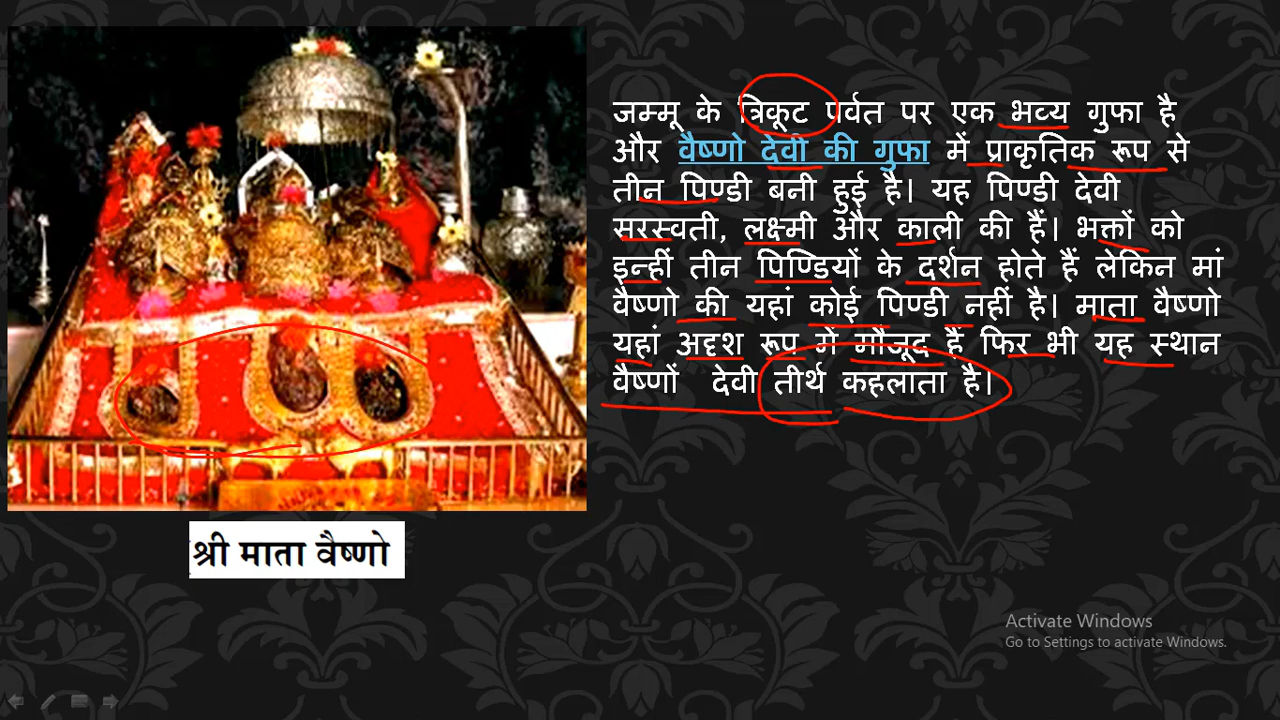 जम्मू के त्रिकूट पर्वत पर एक भव्य गुफा है
और वैष्णो देवी की गुफा में प्राकृतिक रूप से
तीन पिण्डी बनी हुई है। यह पिण्डी देवी
सरस्वती, लक्ष्मी और काली की हैं। भक्तों को
इन्हीं तीन पिण्डियों के दर्शन होते हैं लेकिन मां
वैष्णो की यहां कोई पिण्डी नहीं है। माता वैष्णो
यहां अदृश रूप में मौजूद हैं फिर भी यह स्थान
वैष्णों देवी तीर्थ कहलाता है।
श्री माता वैष्णो
Activate Windows
Go to Settings to activate Windows.